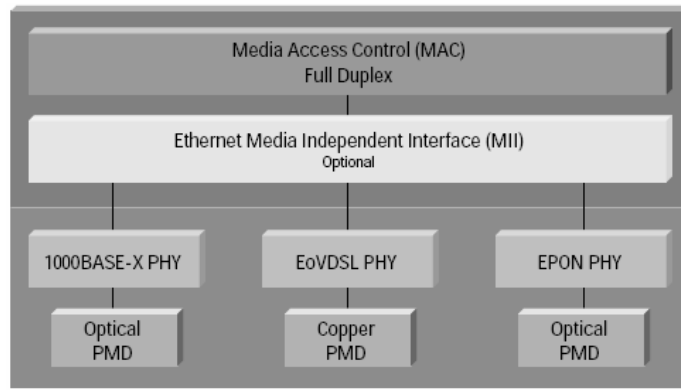 Media Access Control (MAC)
Full Duplex
Ethernet Media Independent Interface (MII)
Optional
1000BASE-X PHY
EoVDSL PHY
EPON PHY
Optical
PMD
Copper
PMD
Optical
PMD